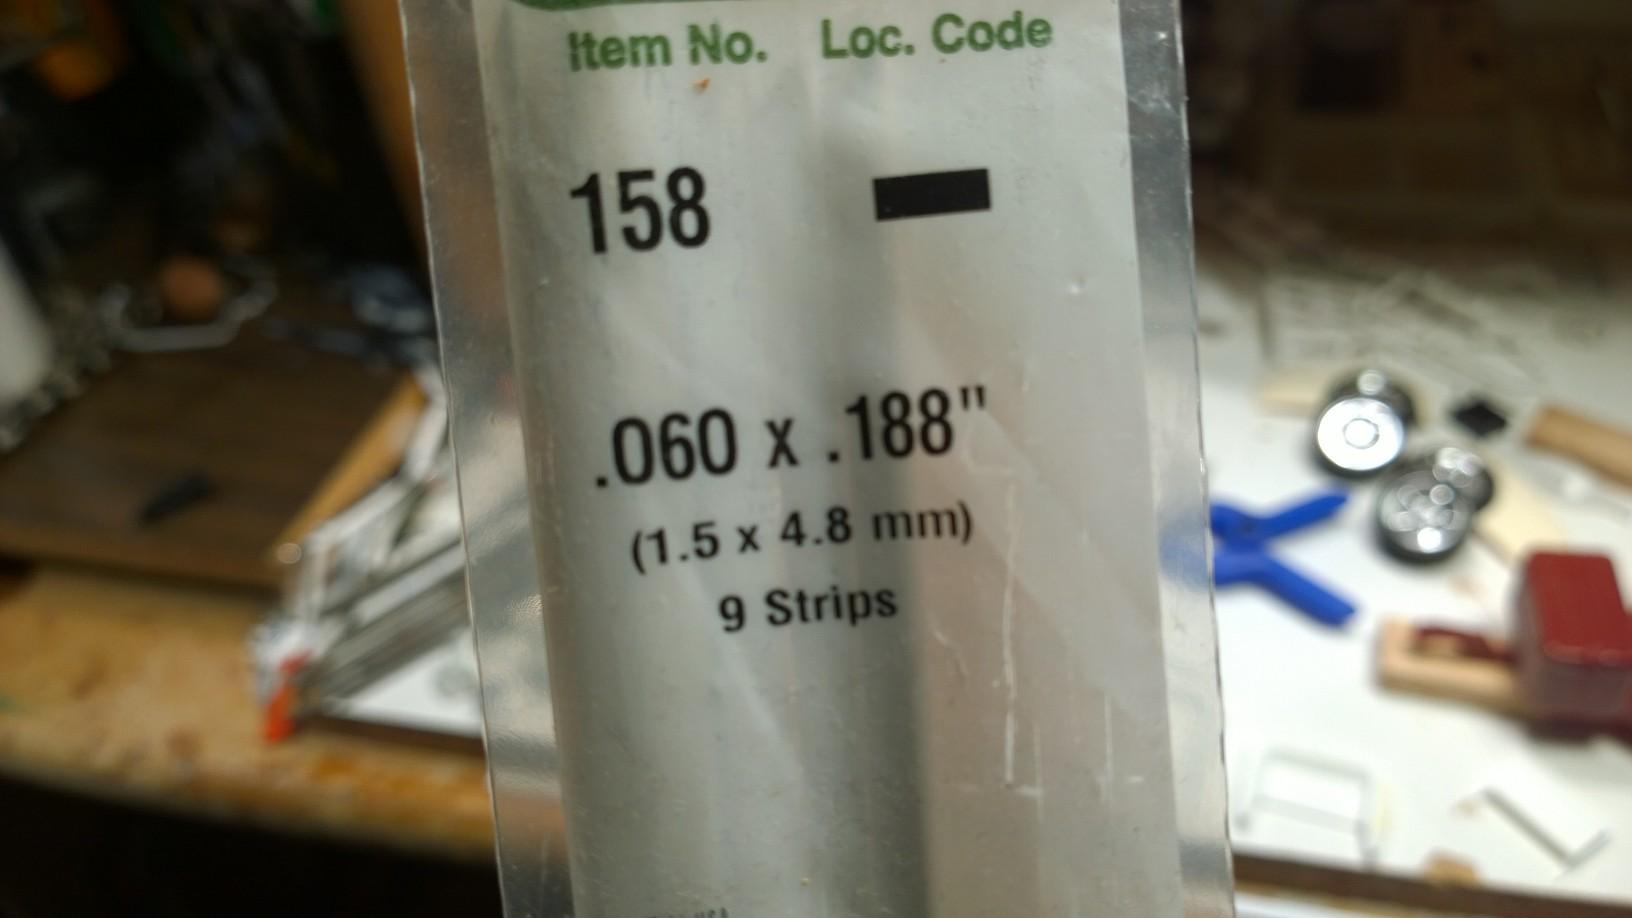 Item No. Loc. Code
158
.060 x .188"
(1.5 x 4.8 mm)
9 Strips